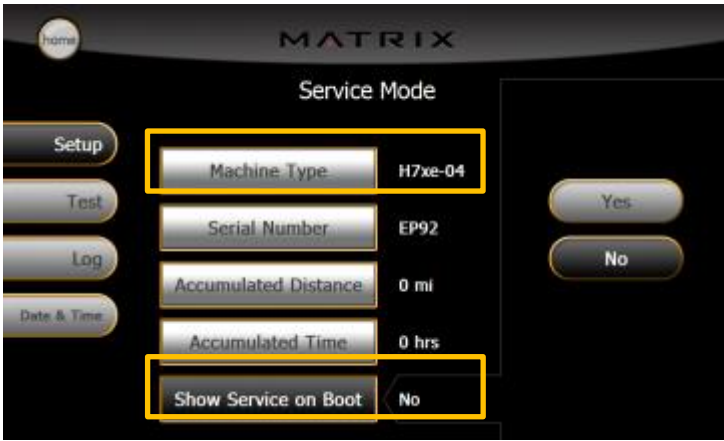 home
MATRIX
Service Mode
Setup
Test
Log
Date & Time
Machine Type H7xe-04
Serial Number EP92
Accumulated Distance 0 mi
Accumulated Time 0 hrs
Show Service on Boot No
Yes
No